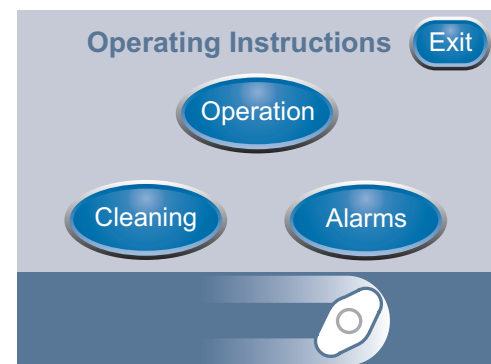 Operating Instructions
Exit
Operation
Cleaning
Alarms